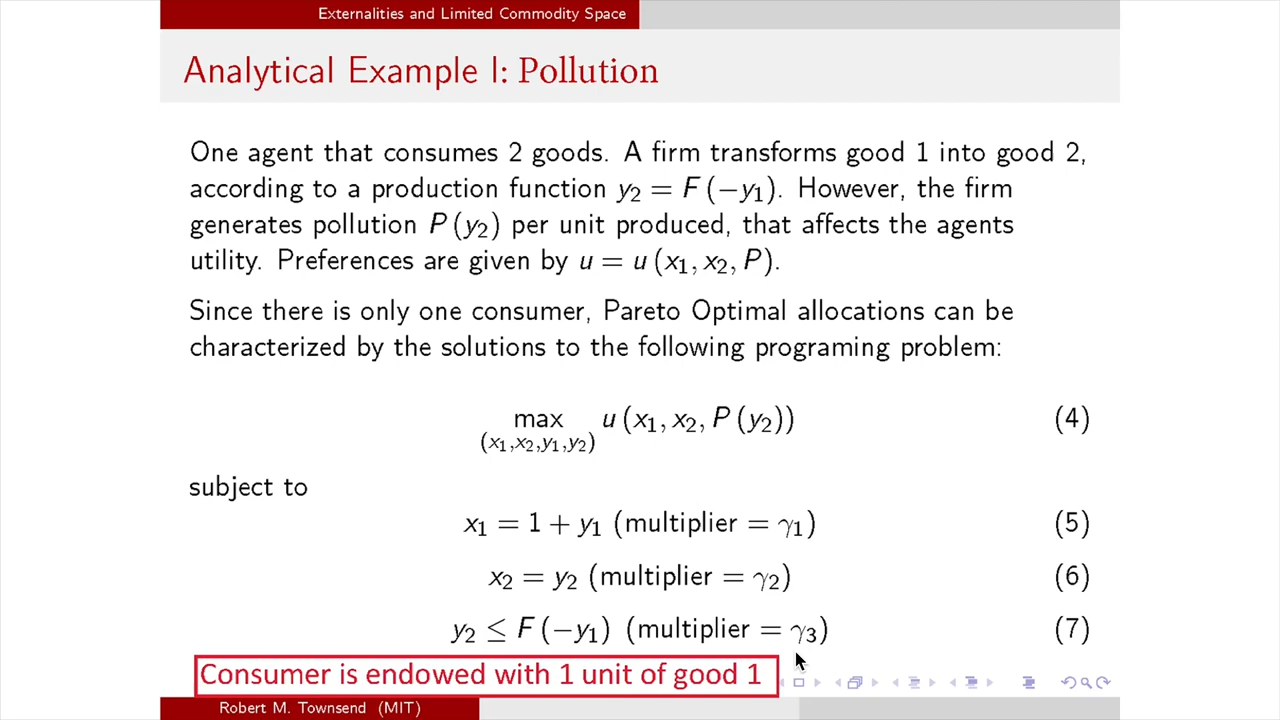 Externalities and Limited Commodity Space
Analytical Example I: Pollution
One agent that consumes 2 goods. A firm transforms good 1 into good 2,
according to a production function y₂ = F(−y₁). However, the firm
generates pollution P(y₂) per unit produced, that affects the agents
utility. Preferences are given by u = u(x₁, x₂, P).
Since there is only one consumer, Pareto Optimal allocations can be
characterized by the solutions to the following programing problem:
max u(x₁, x₂, P(y₂)) (4)
(x₁,x₂,y₁,y₂)
subject to
x₁ = 1 + y₁ (multiplier = γ₁) (5)
x₂ = y₂ (multiplier = γ₂) (6)
y₂ ≤ F(−y₁) (multiplier = γ₃) (7)
Consumer is endowed with 1 unit of good 1
Robert M. Townsend (MIT)